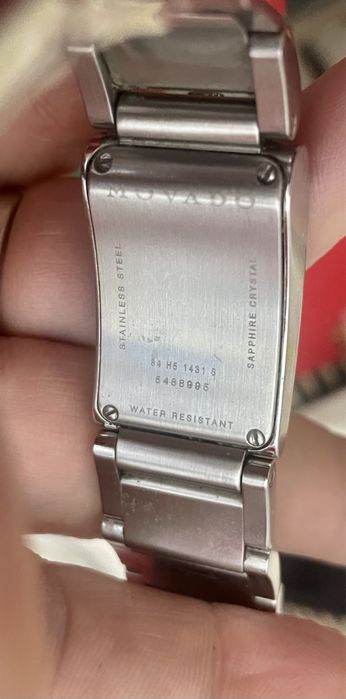 MOVADO
STAINLESS STEEL
SAPPHIRE CRYSTAL
84 H5 1431 S
5488995
WATER RESISTANT